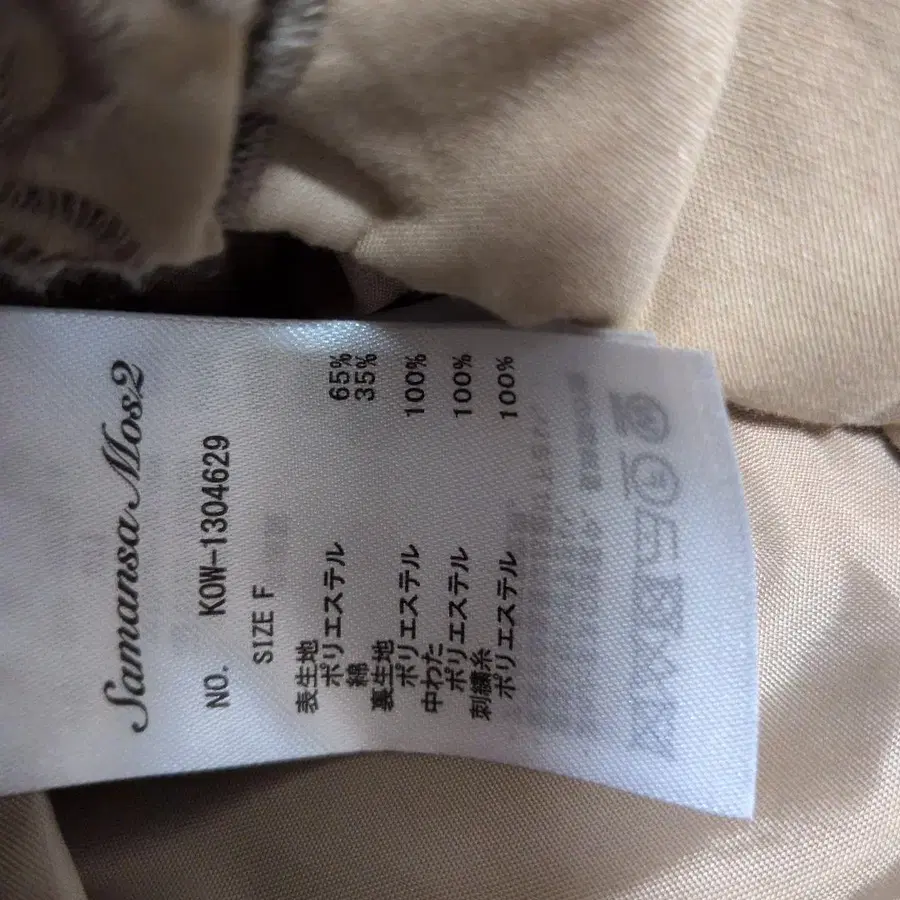 Samansa Mos2
NO. KOW-1304629
SIZE F
表生地
ポリエステル 65%
綿 35%
裏生地
ポリエステル 100%
中わた
ポリエステル 100%
刺繍糸
ポリエステル 100%